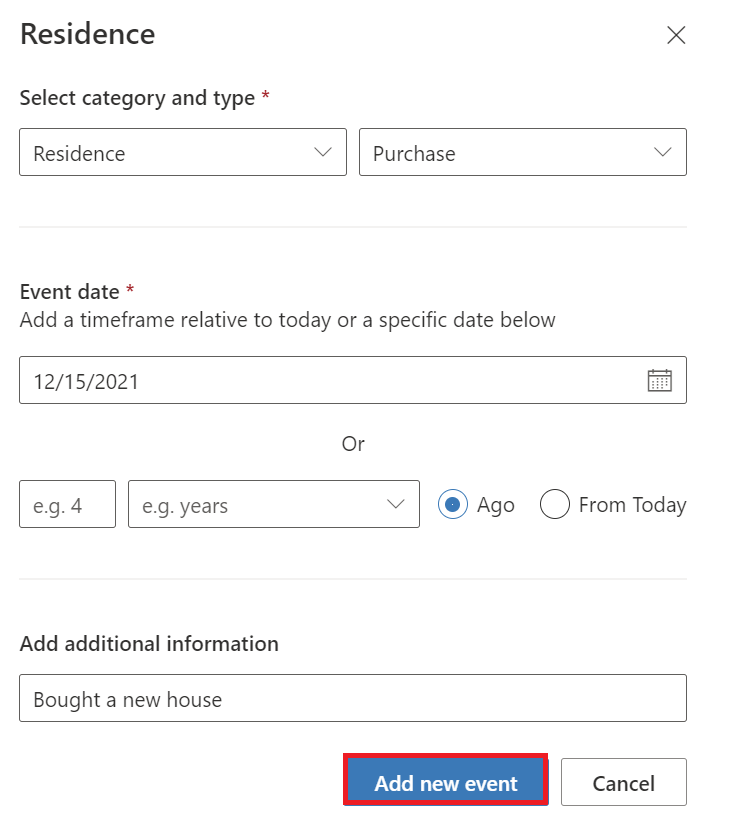 Residence
Select category and type *
Residence Purchase
Event date *
Add a timeframe relative to today or a specific date below
12/15/2021
Or
e.g. 4 e.g. years Ago From Today
Add additional information
Bought a new house
Add new event Cancel